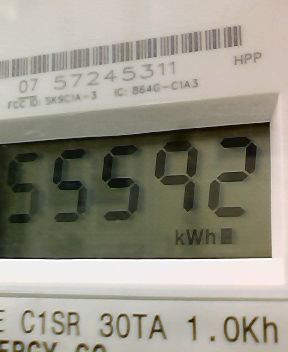 07 57245311
HPP
FCC ID: SK9C1A-3 IC: 864G-C1A3
55592
kWh
E C1SR 30TA 1.0Kh